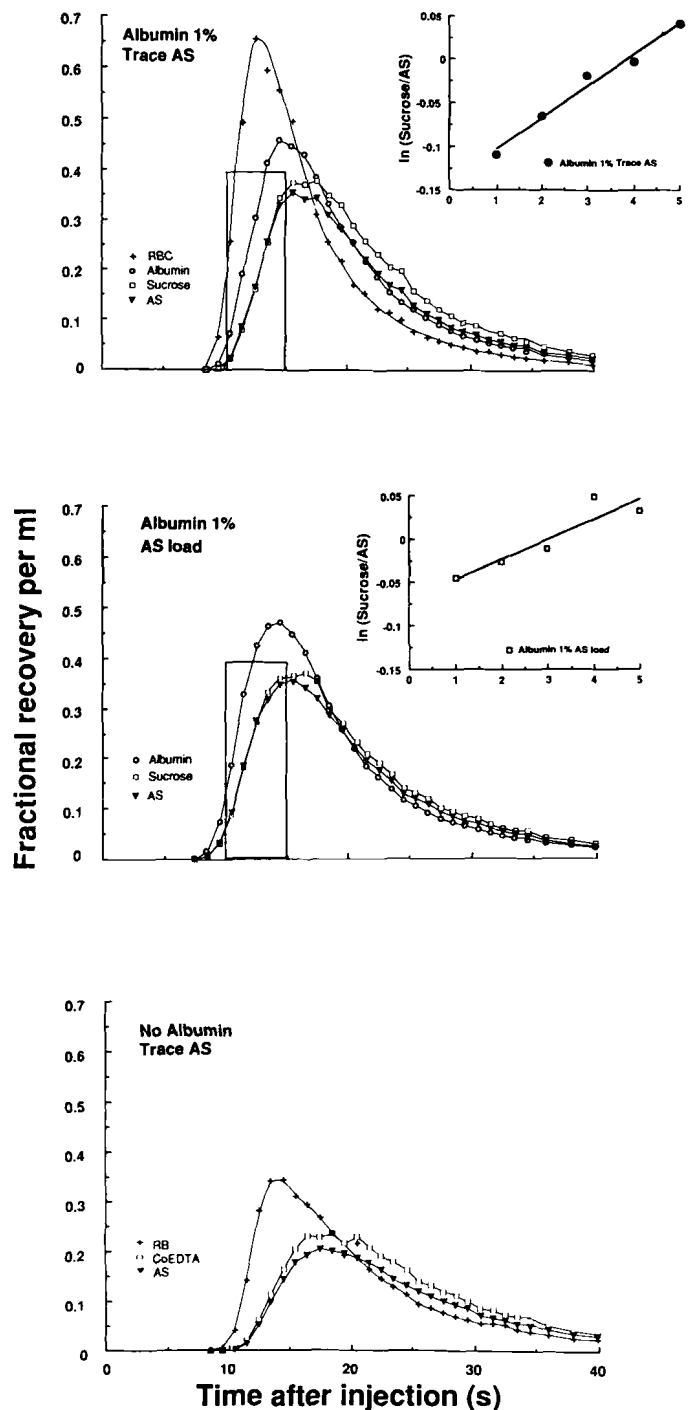 Albumin 1%
Trace AS
0.7
0.6
0.5
0.4
0.3
0.2
0.1
0
RBC
Albumin
Sucrose
AS
ln (Sucrose/AS)
0.05
0
-0.05
-0.1
-0.15
Albumin 1% Trace AS
0 1 2 3 4 5
Fractional recovery per ml
Albumin 1%
AS load
0.7
0.6
0.5
0.4
0.3
0.2
0.1
0
Albumin
Sucrose
AS
0 10 20 30 40
ln (Sucrose/AS)
0.05
0
-0.05
-0.1
-0.15
Albumin 1% AS load
0 1 2 3 4 5
No Albumin
Trace AS
0.7
0.6
0.5
0.4
0.3
0.2
0.1
0
RB
CoEDTA
AS
0 10 20 30 40
Time after injection (s)